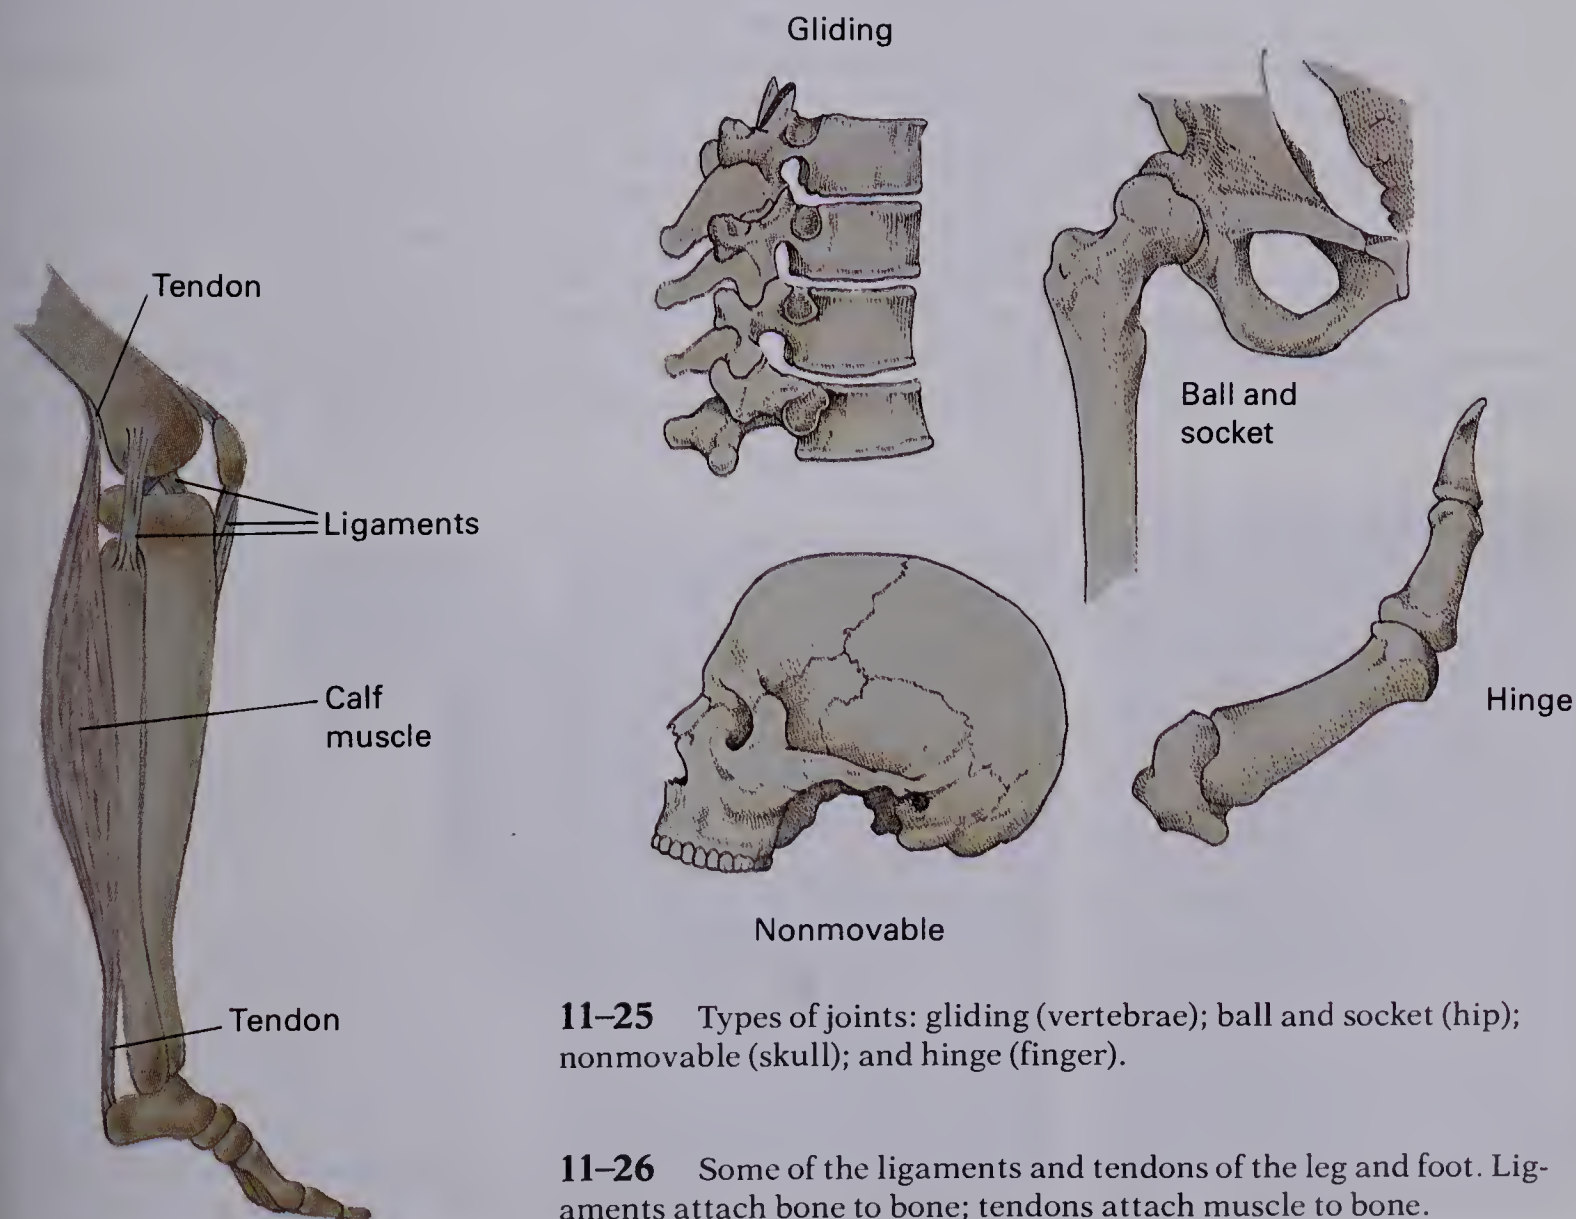 Gliding
Tendon
Ball and
socket
Ligaments
Calf
muscle
Hinge
Nonmovable
Tendon
11–25 Types of joints: gliding (vertebrae); ball and socket (hip);
nonmovable (skull); and hinge (finger).
11–26 Some of the ligaments and tendons of the leg and foot. Lig-
aments attach bone to bone; tendons attach muscle to bone.